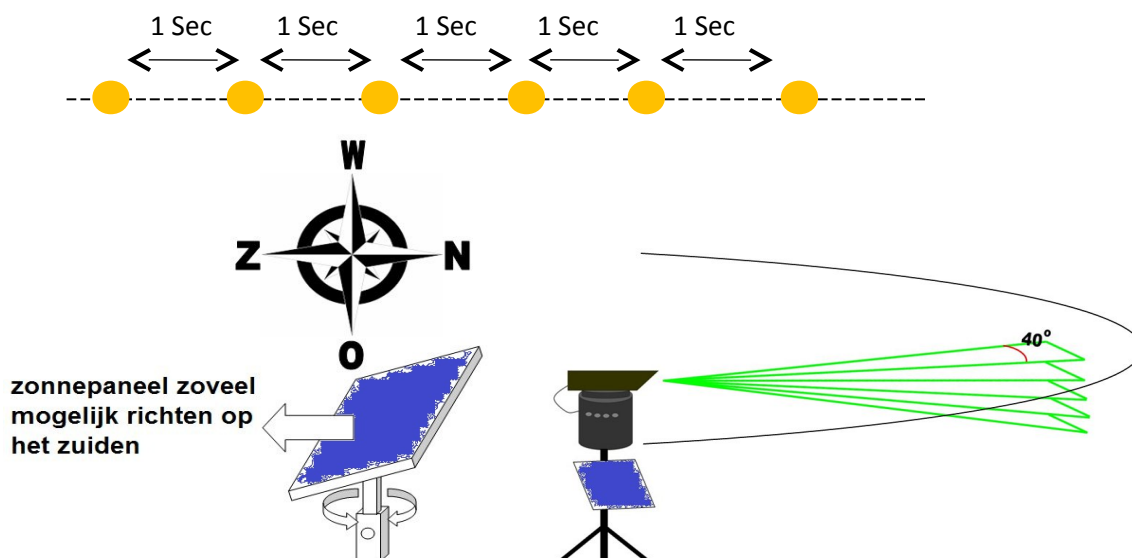 1 Sec 1 Sec 1 Sec 1 Sec 1 Sec
W
Z N
O
zonnepaneel zoveel
mogelijk richten op
het zuiden
40°